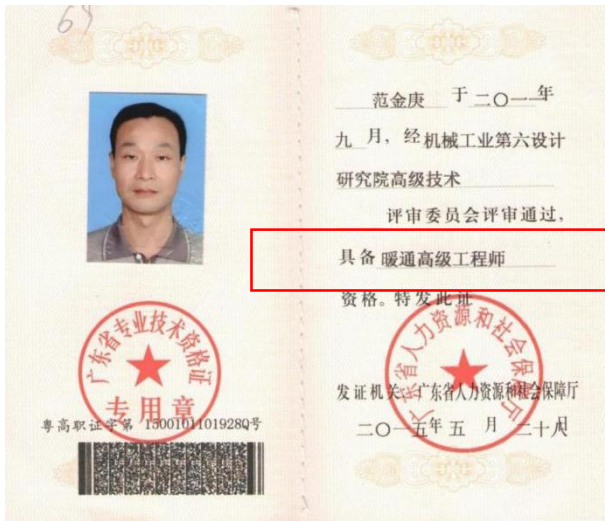 69
广东省专业技术资格证
专用章
粤高职证字第 1500101101928Q号
范金庚 于二〇一一年
九 月，经机械工业第六设计
研究院高级技术
评审委员会评审通过，
具备 暖通高级工程师
资格。特发此证
广东省人力资源和社会保障厅
发证机关：广东省人力资源和社会保障厅
二〇一五年五 月 二十八日